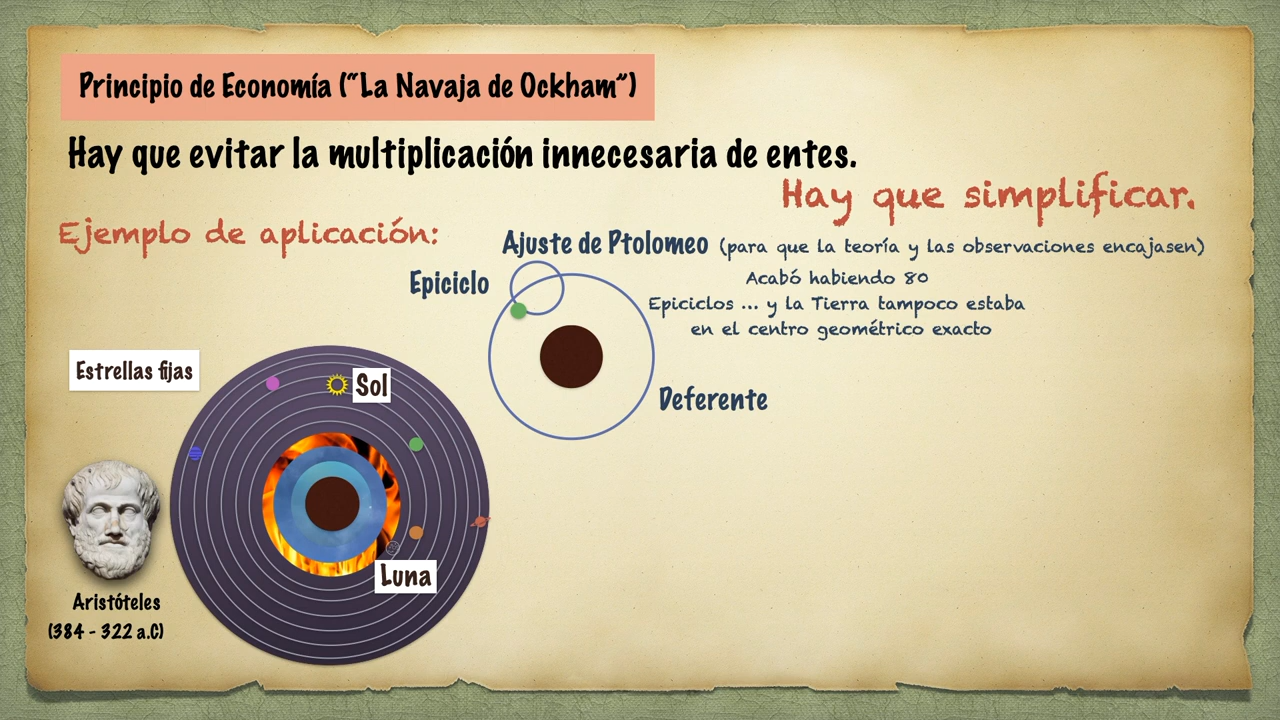 Principio de Economía (“La Navaja de Ockham”)
Hay que evitar la multiplicación innecesaria de entes.
Hay que simplificar.
Ejemplo de aplicación:
Ajuste de Ptolomeo (para que la teoría y las observaciones encajasen)
Epiciclo
Acabó habiendo 80
Epiciclos ... y la Tierra tampoco estaba
en el centro geométrico exacto
Deferente
Estrellas fijas
Sol
Luna
Aristóteles
(384 - 322 a.C)